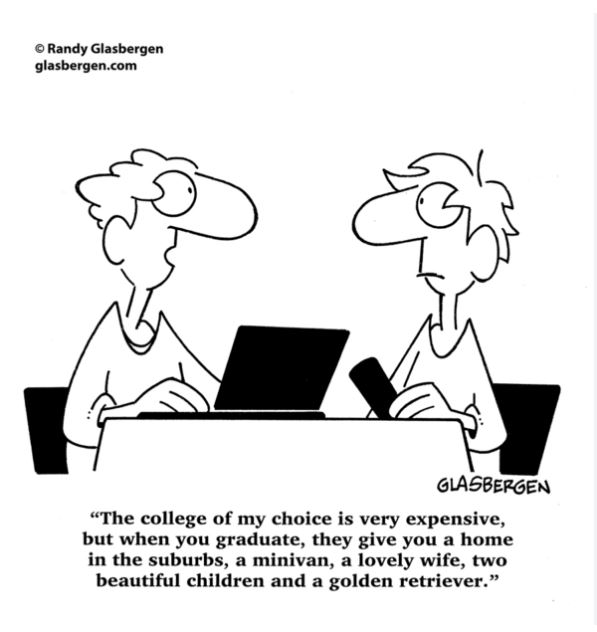 © Randy Glasbergen
glasbergen.com
GLASBERGEN
“The college of my choice is very expensive,
but when you graduate, they give you a home
in the suburbs, a minivan, a lovely wife, two
beautiful children and a golden retriever.”